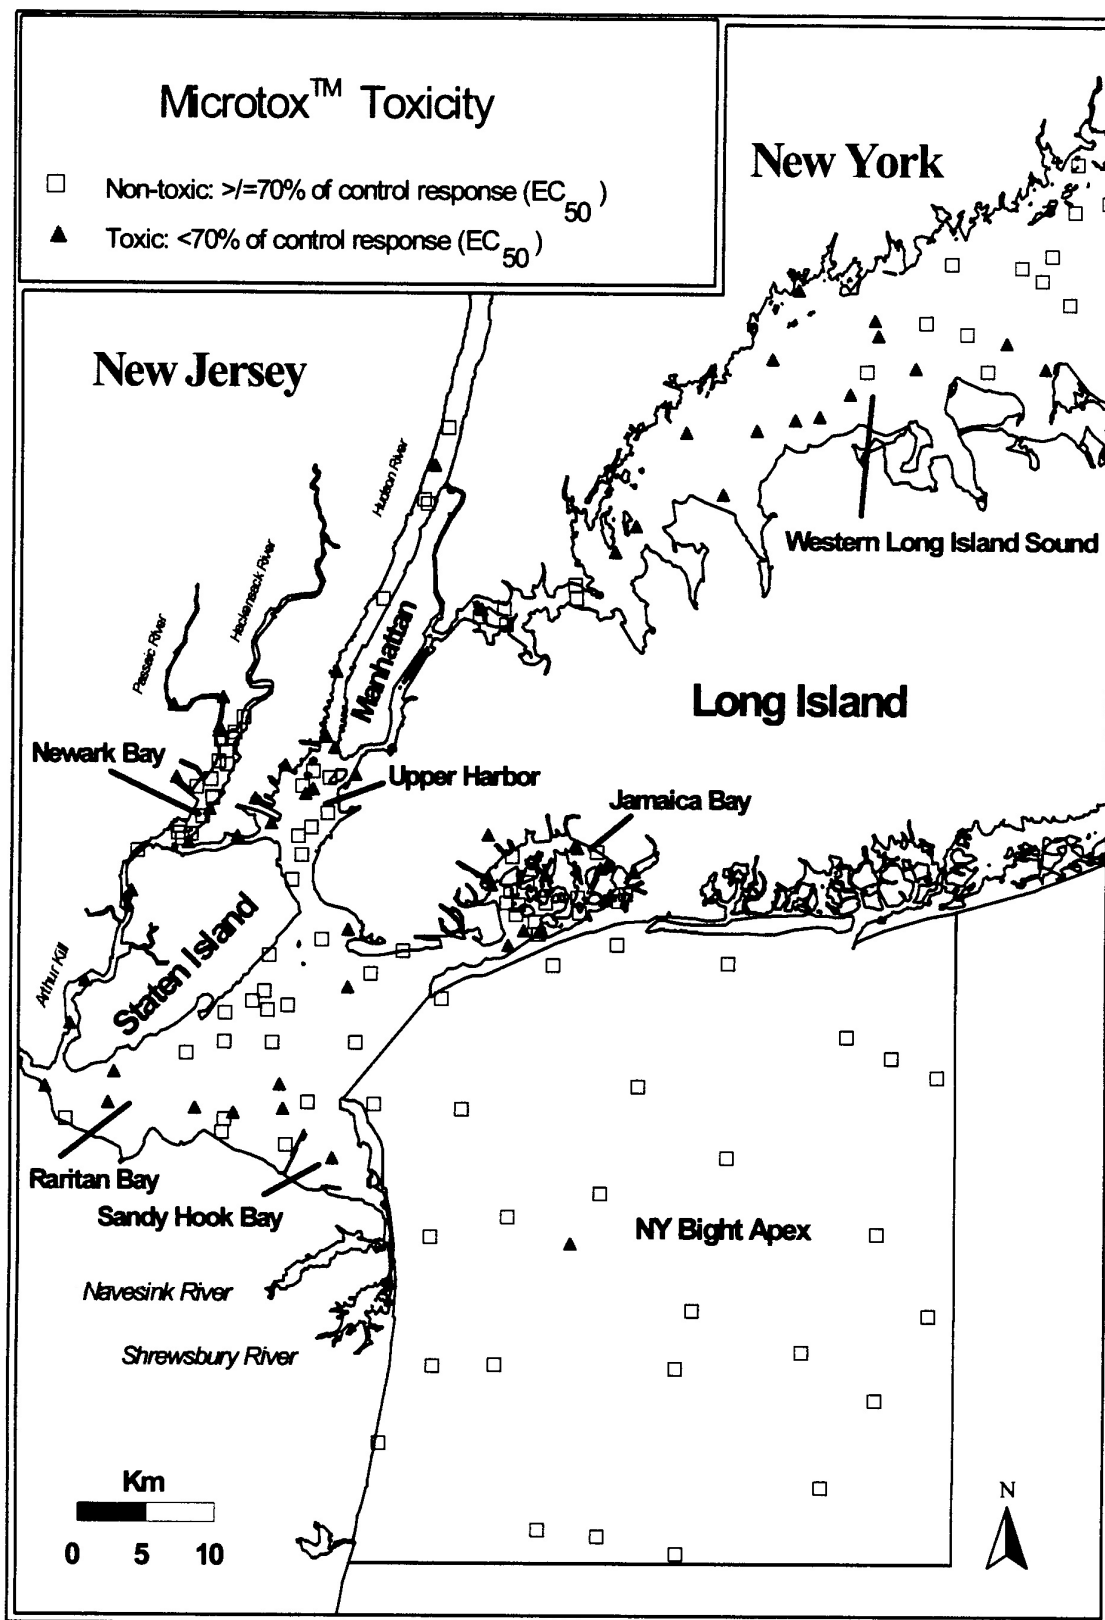 Microtox™ Toxicity
Non-toxic: >/=70% of control response (EC50)
Toxic: <70% of control response (EC50)
New York
New Jersey
Hudson River
Hackensack River
Passaic River
Manhattan
Western Long Island Sound
Long Island
Newark Bay
Upper Harbor
Jamaica Bay
Staten Island
Arthur Kill
Raritan Bay
Sandy Hook Bay
NY Bight Apex
Navesink River
Shrewsbury River
Km
0 5 10
N